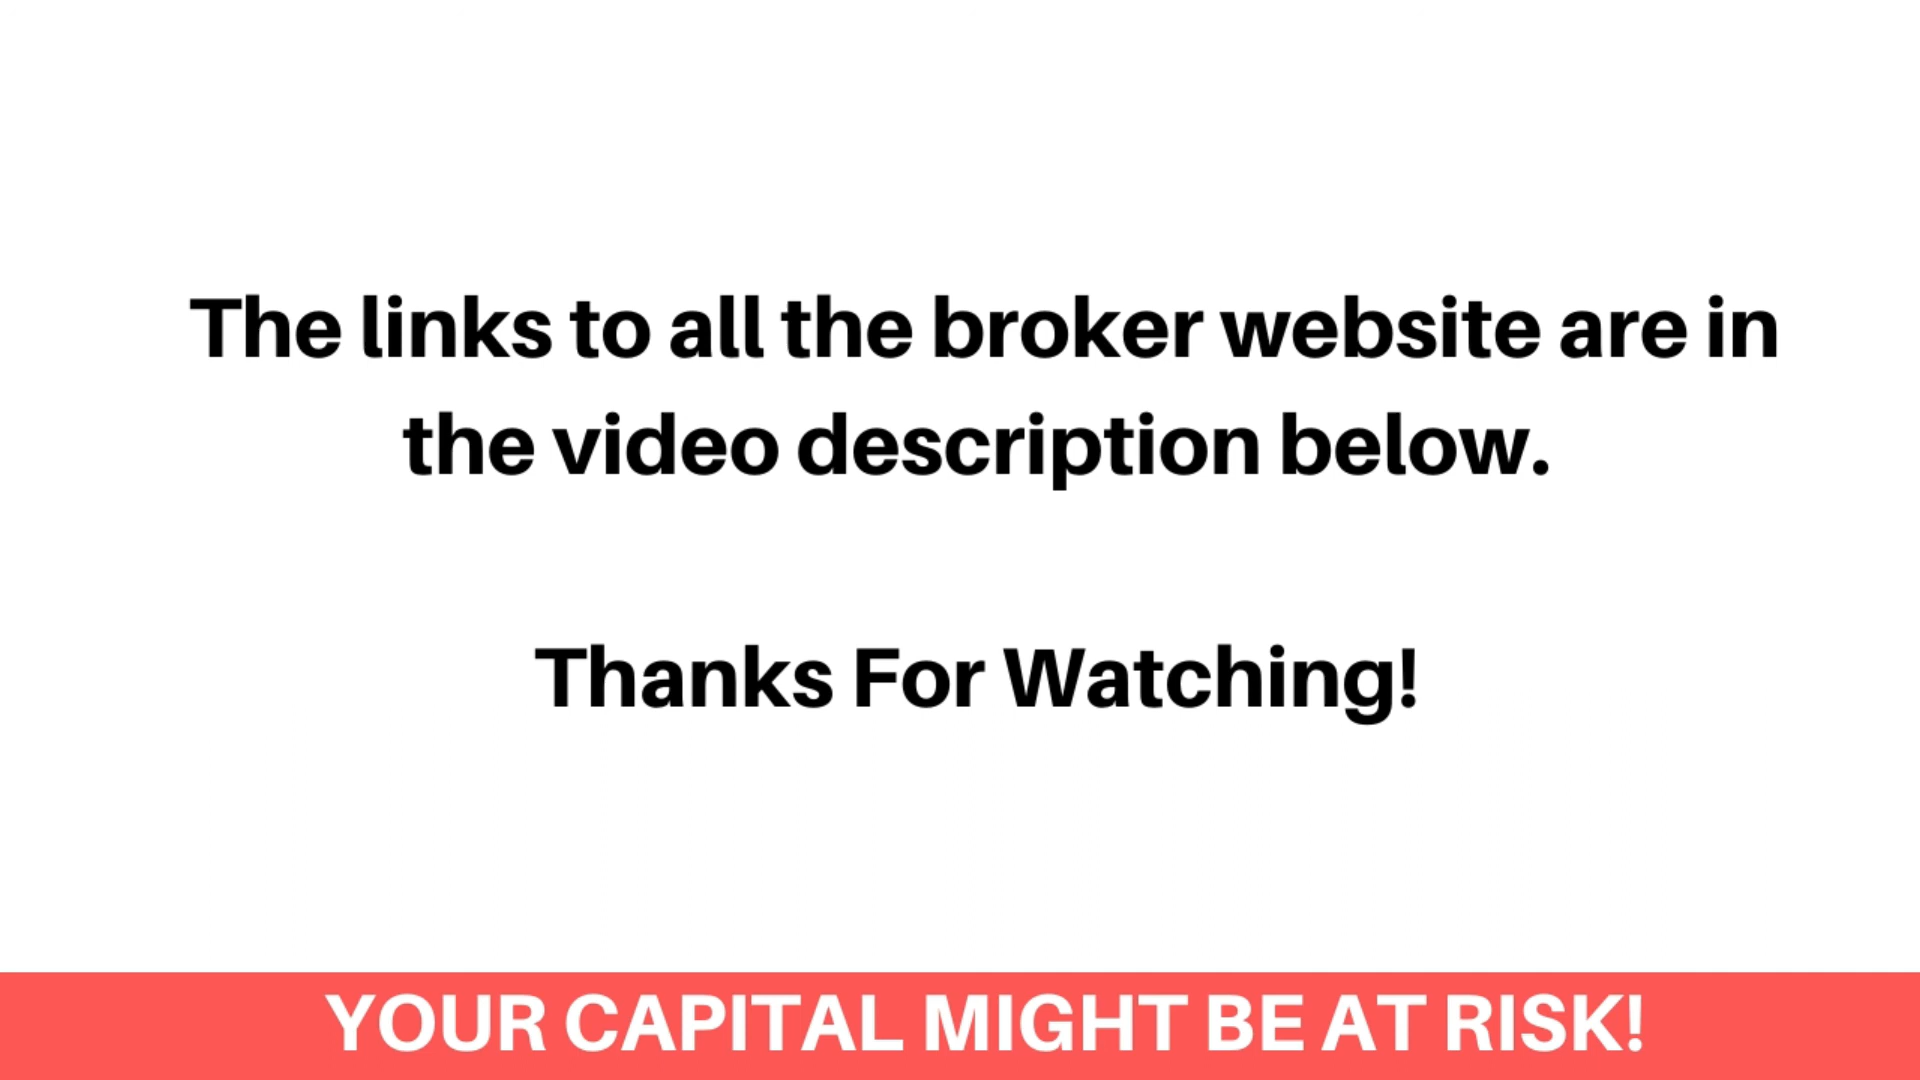 The links to all the broker website are in
the video description below.
Thanks For Watching!
YOUR CAPITAL MIGHT BE AT RISK!